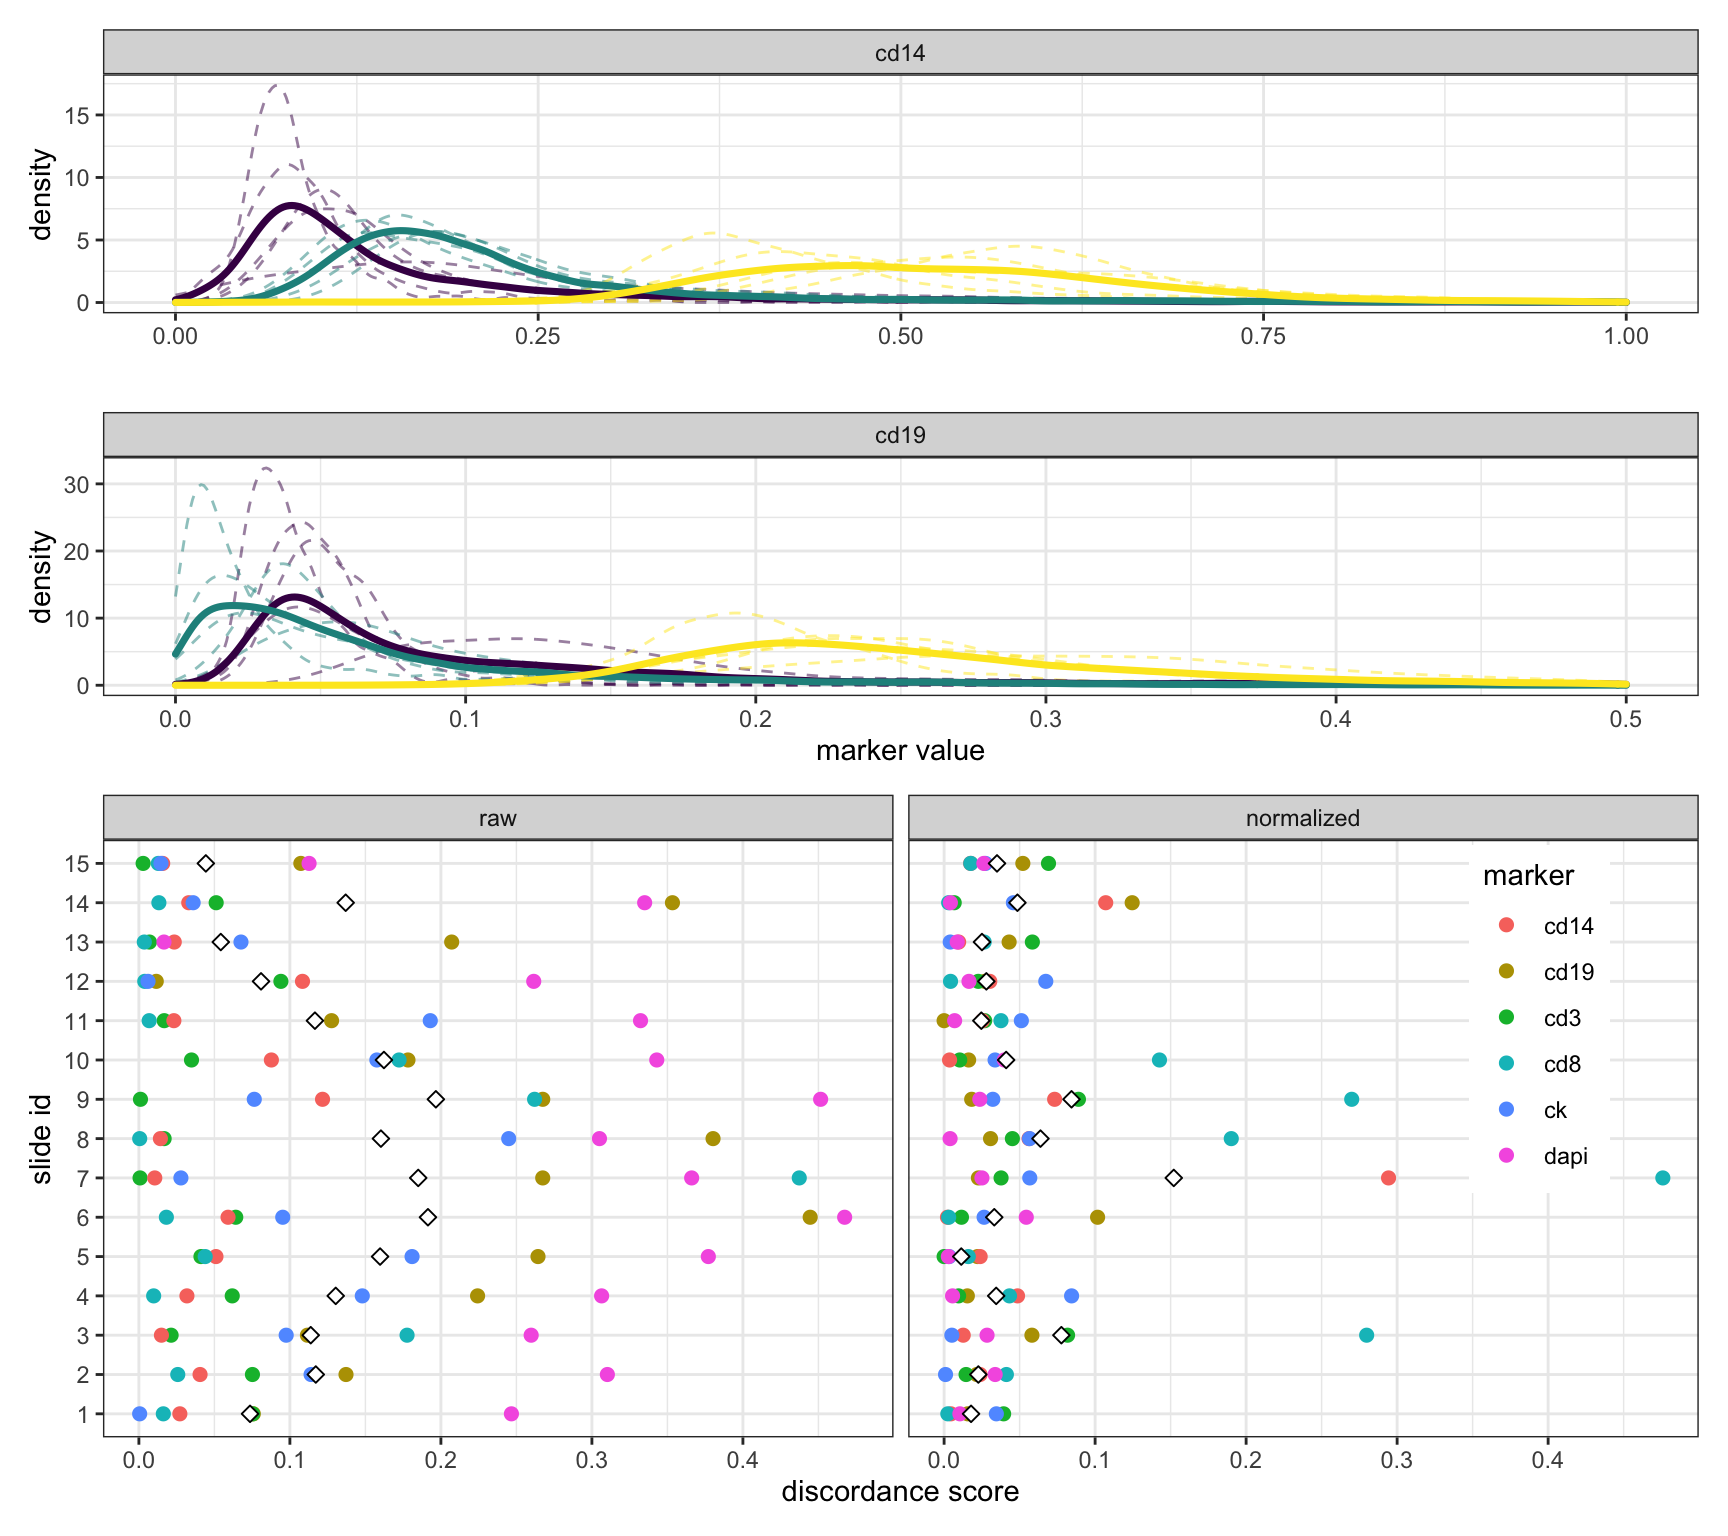 cd14
density
15
10
5
0
0.00 0.25 0.50 0.75 1.00
cd19
density
30
20
10
0
0.0 0.1 0.2 0.3 0.4 0.5
marker value
raw normalized
slide id
15
14
13
12
11
10
9
8
7
6
5
4
3
2
1
0.0 0.1 0.2 0.3 0.4 0.0 0.1 0.2 0.3 0.4
discordance score
marker
cd14
cd19
cd3
cd8
ck
dapi